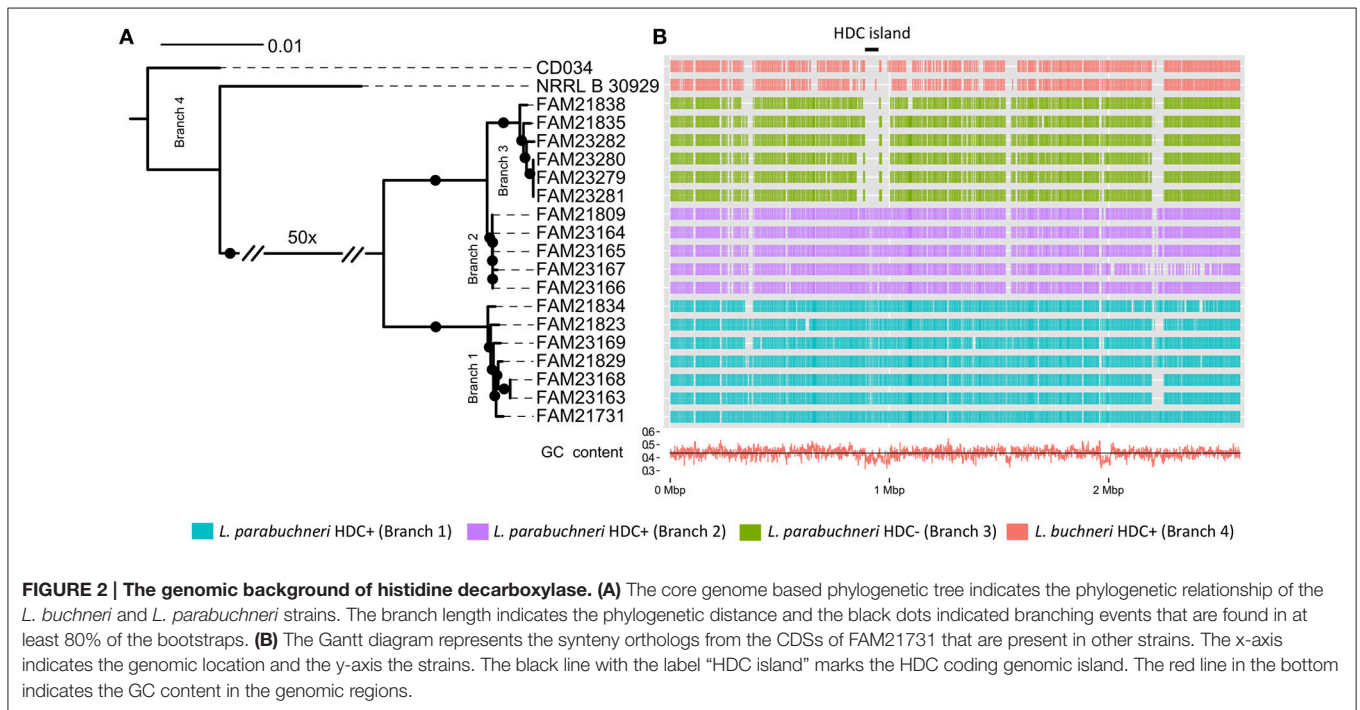 A
0.01
B
HDC island
CD034
NRRL B 30929
FAM21838
FAM21835
FAM23282
FAM23280
FAM23279
FAM23281
FAM21809
FAM23164
FAM23165
FAM23167
FAM23166
FAM21834
FAM21823
FAM23169
FAM21829
FAM23168
FAM23163
FAM21731
Branch 4
Branch 3
50x
Branch 2
Branch 1
GC content
0.6
0.5
0.4
0.3
0 Mbp
1 Mbp
2 Mbp
L. parabuchneri HDC+ (Branch 1)
L. parabuchneri HDC+ (Branch 2)
L. parabuchneri HDC- (Branch 3)
L. buchneri HDC+ (Branch 4)
FIGURE 2 | The genomic background of histidine decarboxylase. (A) The core genome based phylogenetic tree indicates the phylogenetic relationship of the
L. buchneri and L. parabuchneri strains. The branch length indicates the phylogenetic distance and the black dots indicated branching events that are found in at
least 80% of the bootstraps. (B) The Gantt diagram represents the synteny orthologs from the CDSs of FAM21731 that are present in other strains. The x-axis
indicates the genomic location and the y-axis the strains. The black line with the label “HDC island” marks the HDC coding genomic island. The red line in the bottom
indicates the GC content in the genomic regions.